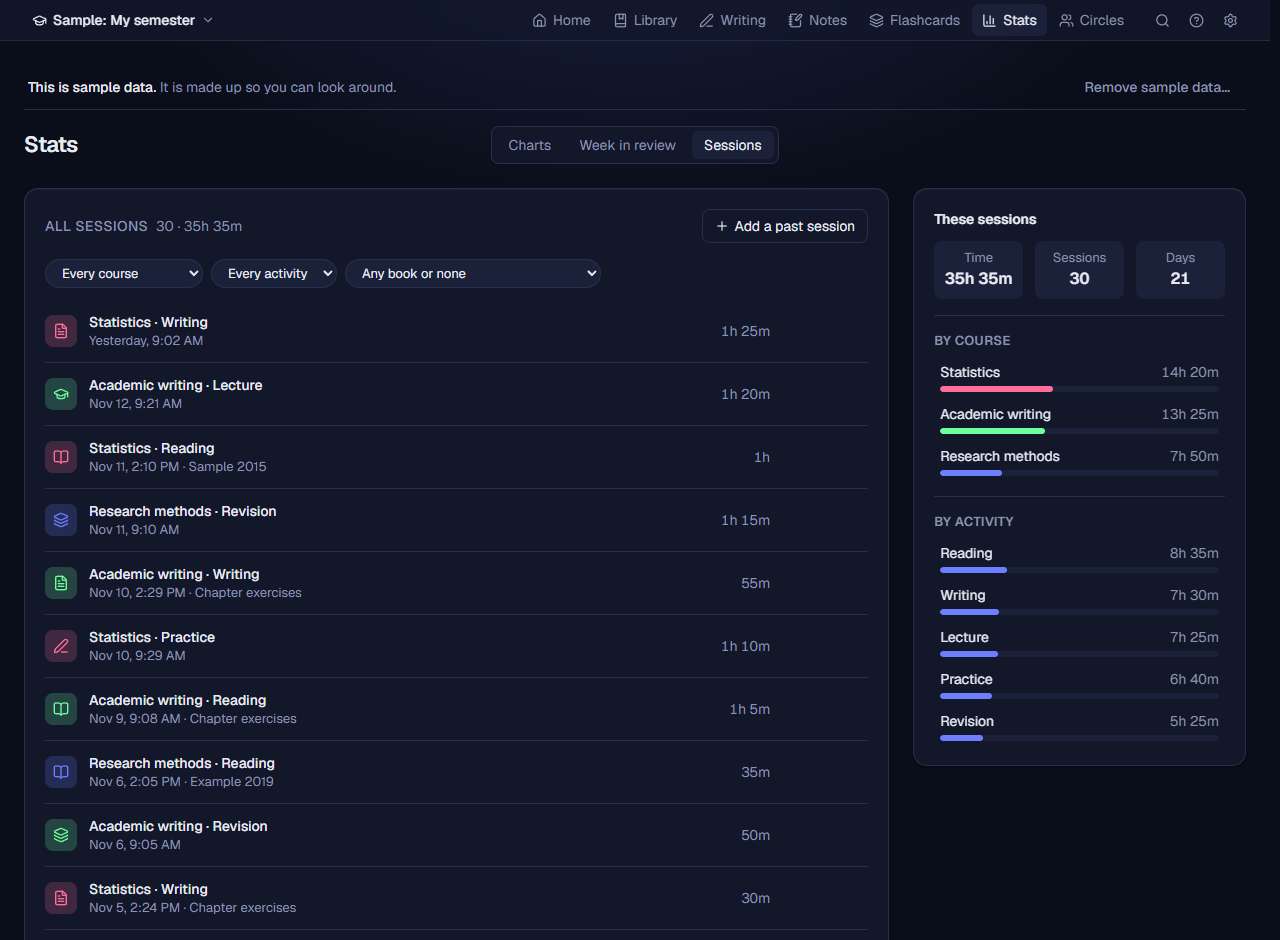 Sample: My semester
Home
Library
Writing
Notes
Flashcards
Stats
Circles
This is sample data. It is made up so you can look around.
Remove sample data...
Stats
Charts
Week in review
Sessions
ALL SESSIONS 30 · 35h 35m
+ Add a past session
Every course
Every activity
Any book or none
Statistics · Writing
Yesterday, 9:02 AM
1h 25m
Academic writing · Lecture
Nov 12, 9:21 AM
1h 20m
Statistics · Reading
Nov 11, 2:10 PM · Sample 2015
1h
Research methods · Revision
Nov 11, 9:10 AM
1h 15m
Academic writing · Writing
Nov 10, 2:29 PM · Chapter exercises
55m
Statistics · Practice
Nov 10, 9:29 AM
1h 10m
Academic writing · Reading
Nov 9, 9:08 AM · Chapter exercises
1h 5m
Research methods · Reading
Nov 6, 2:05 PM · Example 2019
35m
Academic writing · Revision
Nov 6, 9:05 AM
50m
Statistics · Writing
Nov 5, 2:24 PM · Chapter exercises
30m
These sessions
Time
35h 35m
Sessions
30
Days
21
BY COURSE
Statistics 14h 20m
Academic writing 13h 25m
Research methods 7h 50m
BY ACTIVITY
Reading 8h 35m
Writing 7h 30m
Lecture 7h 25m
Practice 6h 40m
Revision 5h 25m